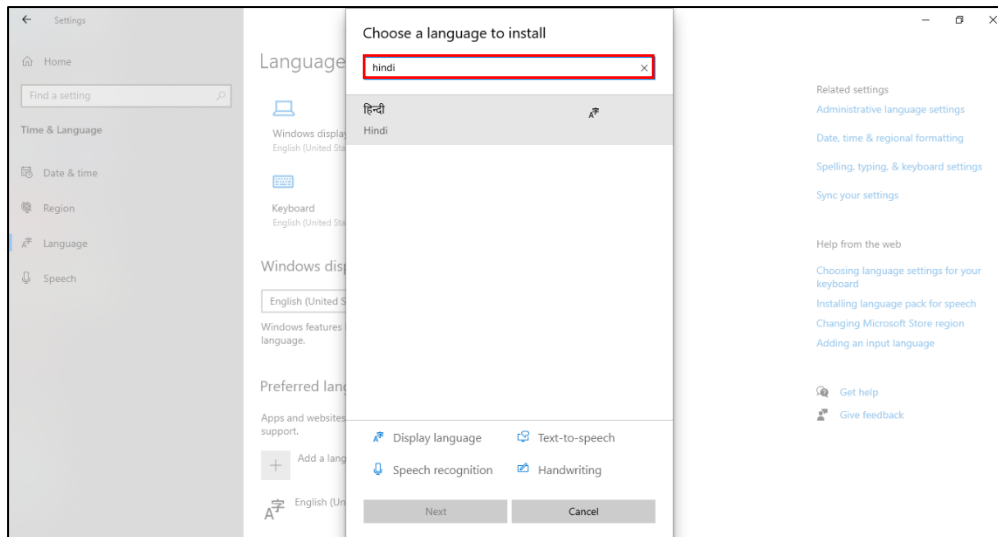 Settings
Home
Find a setting
Time & Language
Date & time
Region
Language
Speech
Language
Windows display
English (United Sta
Keyboard
English (United Sta
Windows disp
English (United S
Windows features
language.
Preferred lang
Apps and websites
support.
Add a lang
English (Un
Choose a language to install
hindi
हिन्दी
Hindi
Display language
Text-to-speech
Speech recognition
Handwriting
Next
Cancel
Related settings
Administrative language settings
Date, time & regional formatting
Spelling, typing, & keyboard settings
Sync your settings
Help from the web
Choosing language settings for your
keyboard
Installing language pack for speech
Changing Microsoft Store region
Adding an input language
Get help
Give feedback